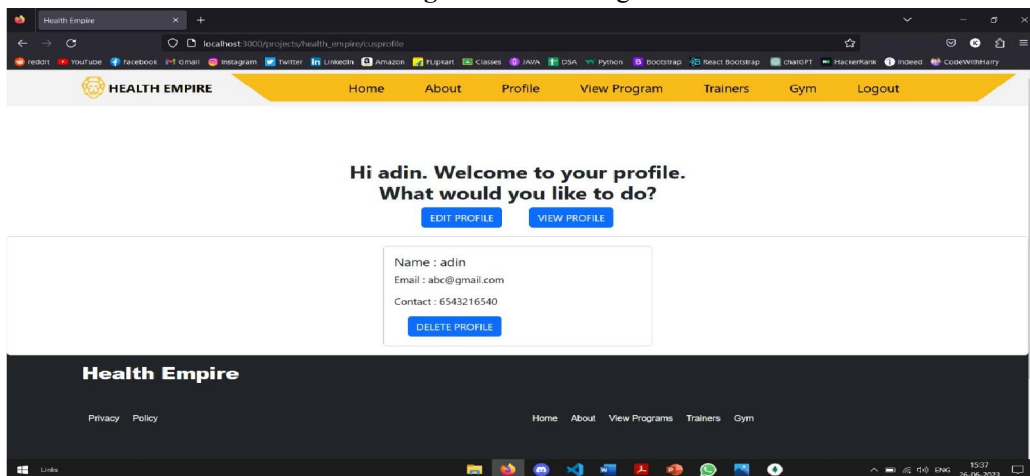 Health Empire
localhost:3000/projects/health_empire/cusprofile
reddit YouTube Facebook Gmail Instagram Twitter LinkedIn Amazon FLipkart Classes JAVA DSA Python Bootstrap React Bootstrap ChatGPT HackerRank Indeed CodeWithHarry
HEALTH EMPIRE Home About Profile View Program Trainers Gym Logout
Hi adin. Welcome to your profile.
What would you like to do?
EDIT PROFILE VIEW PROFILE
Name : adin
Email : abc@gmail.com
Contact : 6543216540
DELETE PROFILE
Health Empire
Privacy Policy Home About View Programs Trainers Gym
Links ENG 15:37
26-06-2023